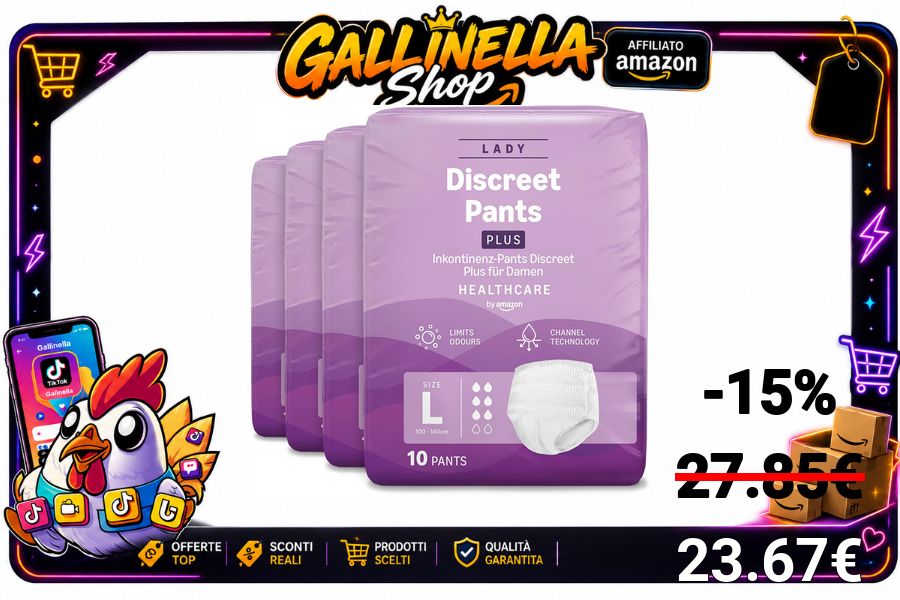 GALLINELLA
Shop
AFFILIATO
amazon
LADY
Discreet
Pants
PLUS
Inkontinenz-Pants Discreet
Plus für Damen
HEALTHCARE
by amazon
LIMITS
ODOURS
CHANNEL
TECHNOLOGY
SIZE
L
100 - 140cm
10 PANTS
Gallinella
TikTok
Gallinella
-15%
27.85€
23.67€
OFFERTE
TOP
SCONTI
REALI
PRODOTTI
SCELTI
QUALITÀ
GARANTITA